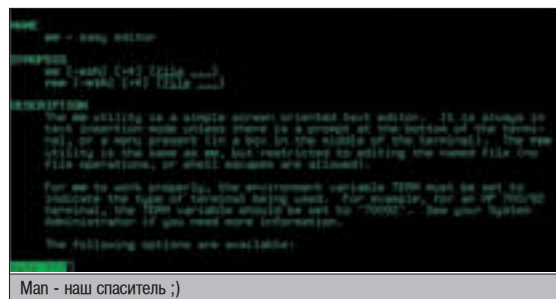 NAME
ee - easy editor
SYNOPSIS
ee [-eih] [+#] [file ...]
ree [-eih] [+#] [file ...]
DESCRIPTION
The ee utility is a simple screen oriented text editor. It is always in
text insertion mode unless there is a prompt at the bottom of the termi-
nal, or a menu present (in a box in the middle of the terminal). The ree
utility is the same as ee, but restricted to editing the named file (no
file operations, or shell escapes are allowed).
For ee to work properly, the environment variable TERM must be set to
indicate the type of terminal being used. For example, for an HP 700/92
terminal, the TERM variable should be set to "70092". See your System
Administrator if you need more information.
The following options are available:
Man - наш спаситель ;)